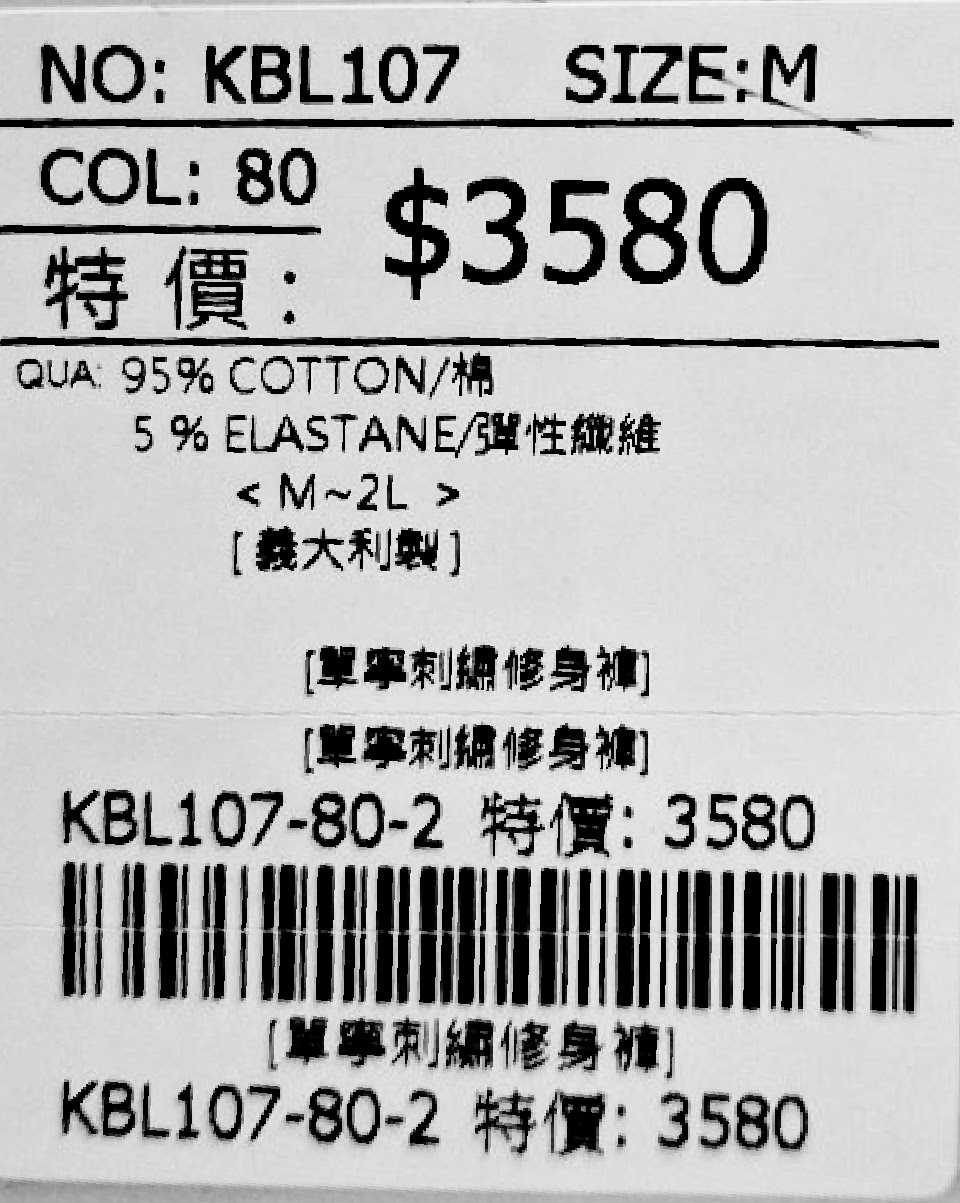 NO: KBL107 SIZE:M
COL: 80
$3580
特價:
QUA: 95% COTTON/棉
5 % ELASTANE/彈性纖維
< M~2L >
[義大利製]
[單寧刺繡修身褲]
[單寧刺繡修身褲]
KBL107-80-2 特價: 3580
[單寧刺繡修身褲]
KBL107-80-2 特價: 3580